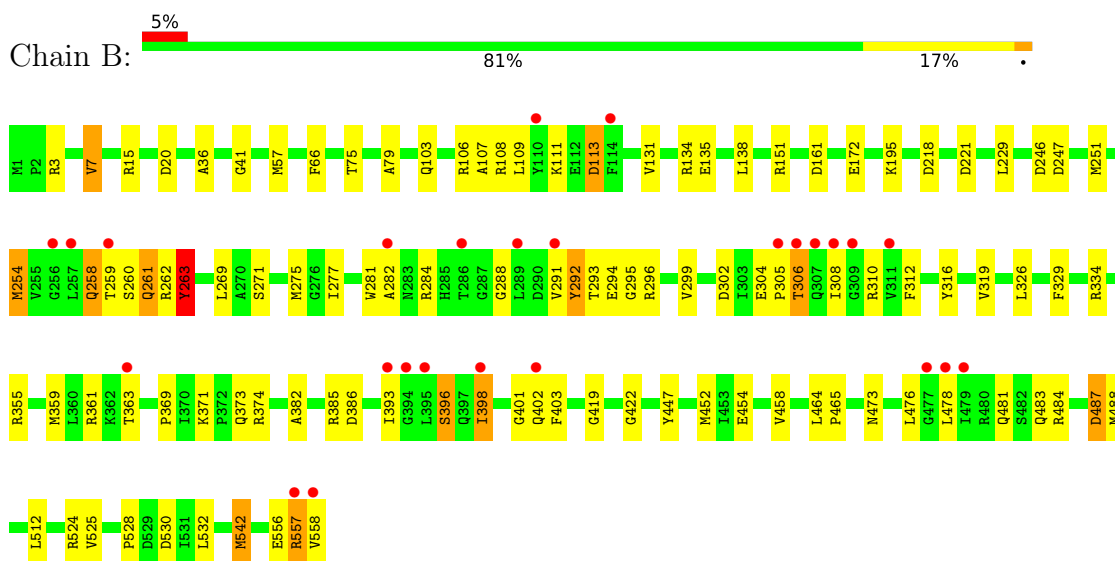 5%
Chain B:
81% 17% •
M1 P2 R3 V7 R15 D20 A36 G41 M57 F66 T75 A79 Q103 R106 A107 R108 L109 Y110 K111 E112 D113 F114 V131 R134 E135 L138 R151 D161 E172 K195 D218 D221 L229 D246 D247 M251
M254 V255 G256 L257 Q258 T259 S260 Q261 R262 Y263 L269 A270 S271 M275 G276 I277 W281 A282 N283 R284 H285 T286 G287 G288 L289 D290 V291 Y292 T293 E294 G295 R296 V299 D302 I303 E304 P305 T306 Q307 I308 G309 R310 V311 F312 Y316 V319 L326 F329 R334
R355 M359 L360 R361 K362 T363 P369 I370 K371 P372 Q373 R374 A382 R385 D386 I393 G394 L395 S396 Q397 I398 G401 Q402 F403 G419 G422 Y447 M452 I453 E454 V458 L464 P465 N473 L476 G477 L478 I479 R480 Q481 S482 Q483 R484 D487 M488
L512 R524 V525 P528 D529 D530 I531 L532 M542 E556 R557 V558